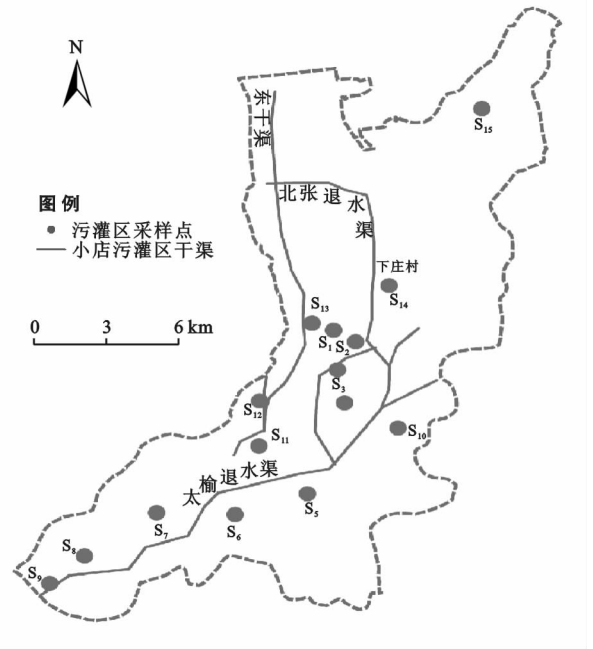 N
东干渠
S₁₅
北张退水渠
图例
污灌区采样点
小店污灌区干渠
下庄村
S₁₄
0 3 6 km
S₁₃
S₁
S₂
S₃
S₁₂
S₁₁
S₁₀
太榆退水渠
S₅
S₇
S₆
S₈
S₉